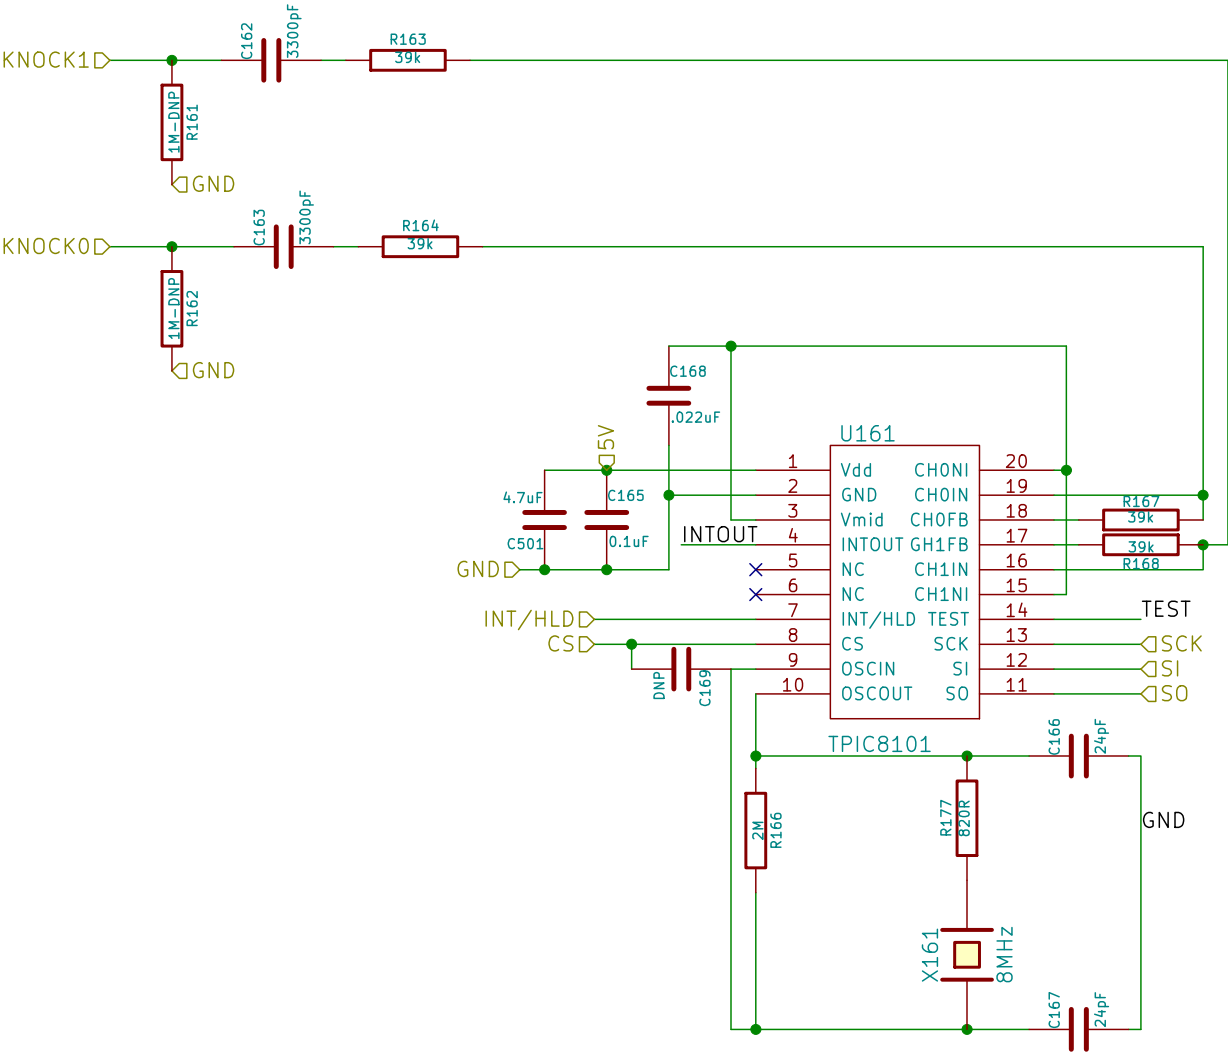 KNOCK1
C162
3300pF
R163
39k
1M-DNP
R161
GND
KNOCK0
C163
3300pF
R164
39k
1M-DNP
R162
GND
C168
.022uF
5V
U161
4.7uF
C501
C165
0.1uF
GND
INTOUT
1 Vdd CH0NI 20
2 GND CH0IN 19
3 Vmid CH0FB 18
4 INTOUT GH1FB 17
5 NC CH1IN 16
6 NC CH1NI 15
7 INT/HLD TEST 14
8 CS SCK 13
9 OSCIN SI 12
10 OSCOUT SO 11
R167
39k
39k
R168
INT/HLD
CS
DNP
C169
TEST
SCK
SI
SO
TPIC8101
C166
24pF
2M
R166
R177
820R
GND
X161
8MHz
C167
24pF